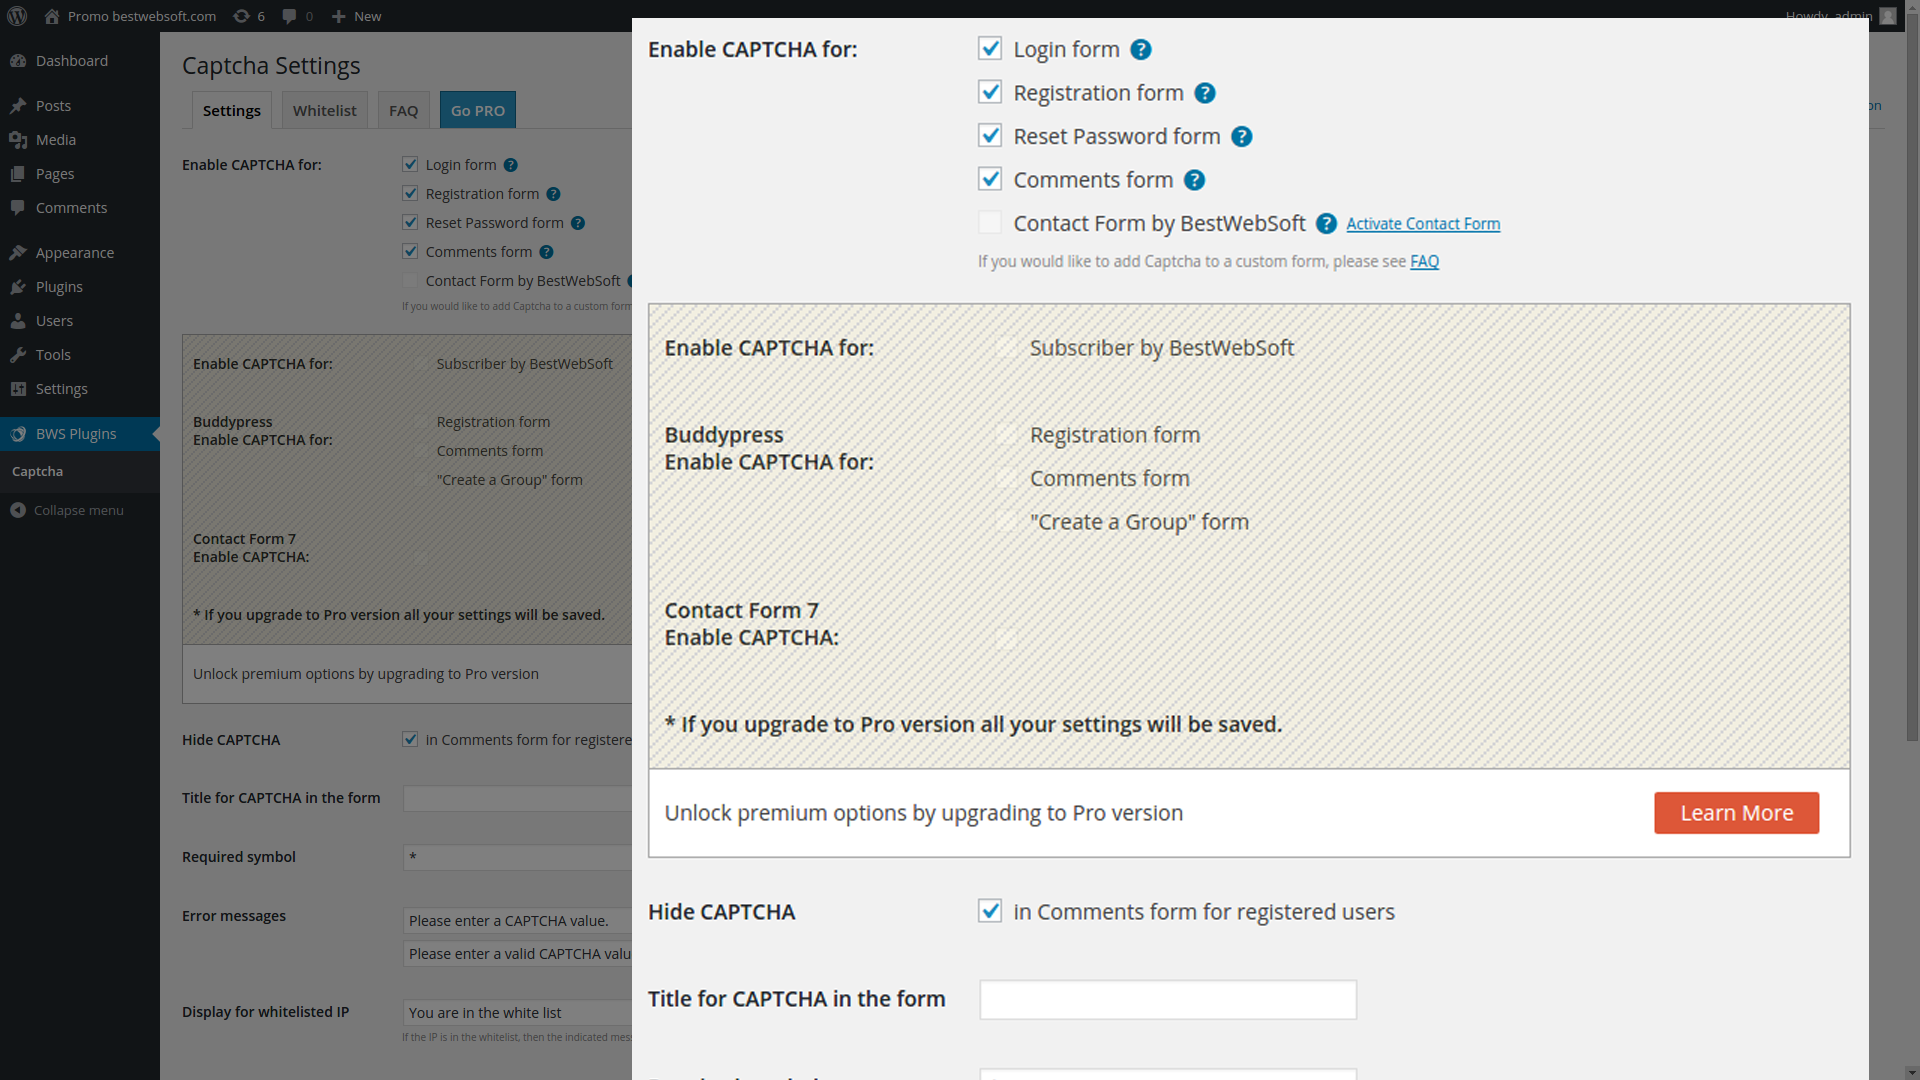 Promo bestwebsoft.com
6
0
New
Howdy, admin
Dashboard
Posts
Media
Pages
Comments
Appearance
Plugins
Users
Tools
Settings
BWS Plugins
Captcha
Collapse menu
Captcha Settings
Settings
Whitelist
FAQ
Go PRO
Enable CAPTCHA for:
Login form ?
Registration form ?
Reset Password form ?
Comments form ?
Contact Form by BestWebSoft
If you would like to add Captcha to a custom form
Enable CAPTCHA for:
Subscriber by BestWebSoft
Buddypress
Enable CAPTCHA for:
Registration form
Comments form
"Create a Group" form
Contact Form 7
Enable CAPTCHA:
* If you upgrade to Pro version all your settings will be saved.
Unlock premium options by upgrading to Pro version
Hide CAPTCHA
in Comments form for registere
Title for CAPTCHA in the form
Required symbol
*
Error messages
Please enter a CAPTCHA value.
Please enter a valid CAPTCHA valu
Display for whitelisted IP
You are in the white list
If the IP is in the whitelist, then the indicated mes
Enable CAPTCHA for:
Login form ?
Registration form ?
Reset Password form ?
Comments form ?
Contact Form by BestWebSoft ? Activate Contact Form
If you would like to add Captcha to a custom form, please see FAQ
Enable CAPTCHA for:
Subscriber by BestWebSoft
Buddypress
Enable CAPTCHA for:
Registration form
Comments form
"Create a Group" form
Contact Form 7
Enable CAPTCHA:
* If you upgrade to Pro version all your settings will be saved.
Unlock premium options by upgrading to Pro version
Learn More
Hide CAPTCHA
in Comments form for registered users
Title for CAPTCHA in the form
on